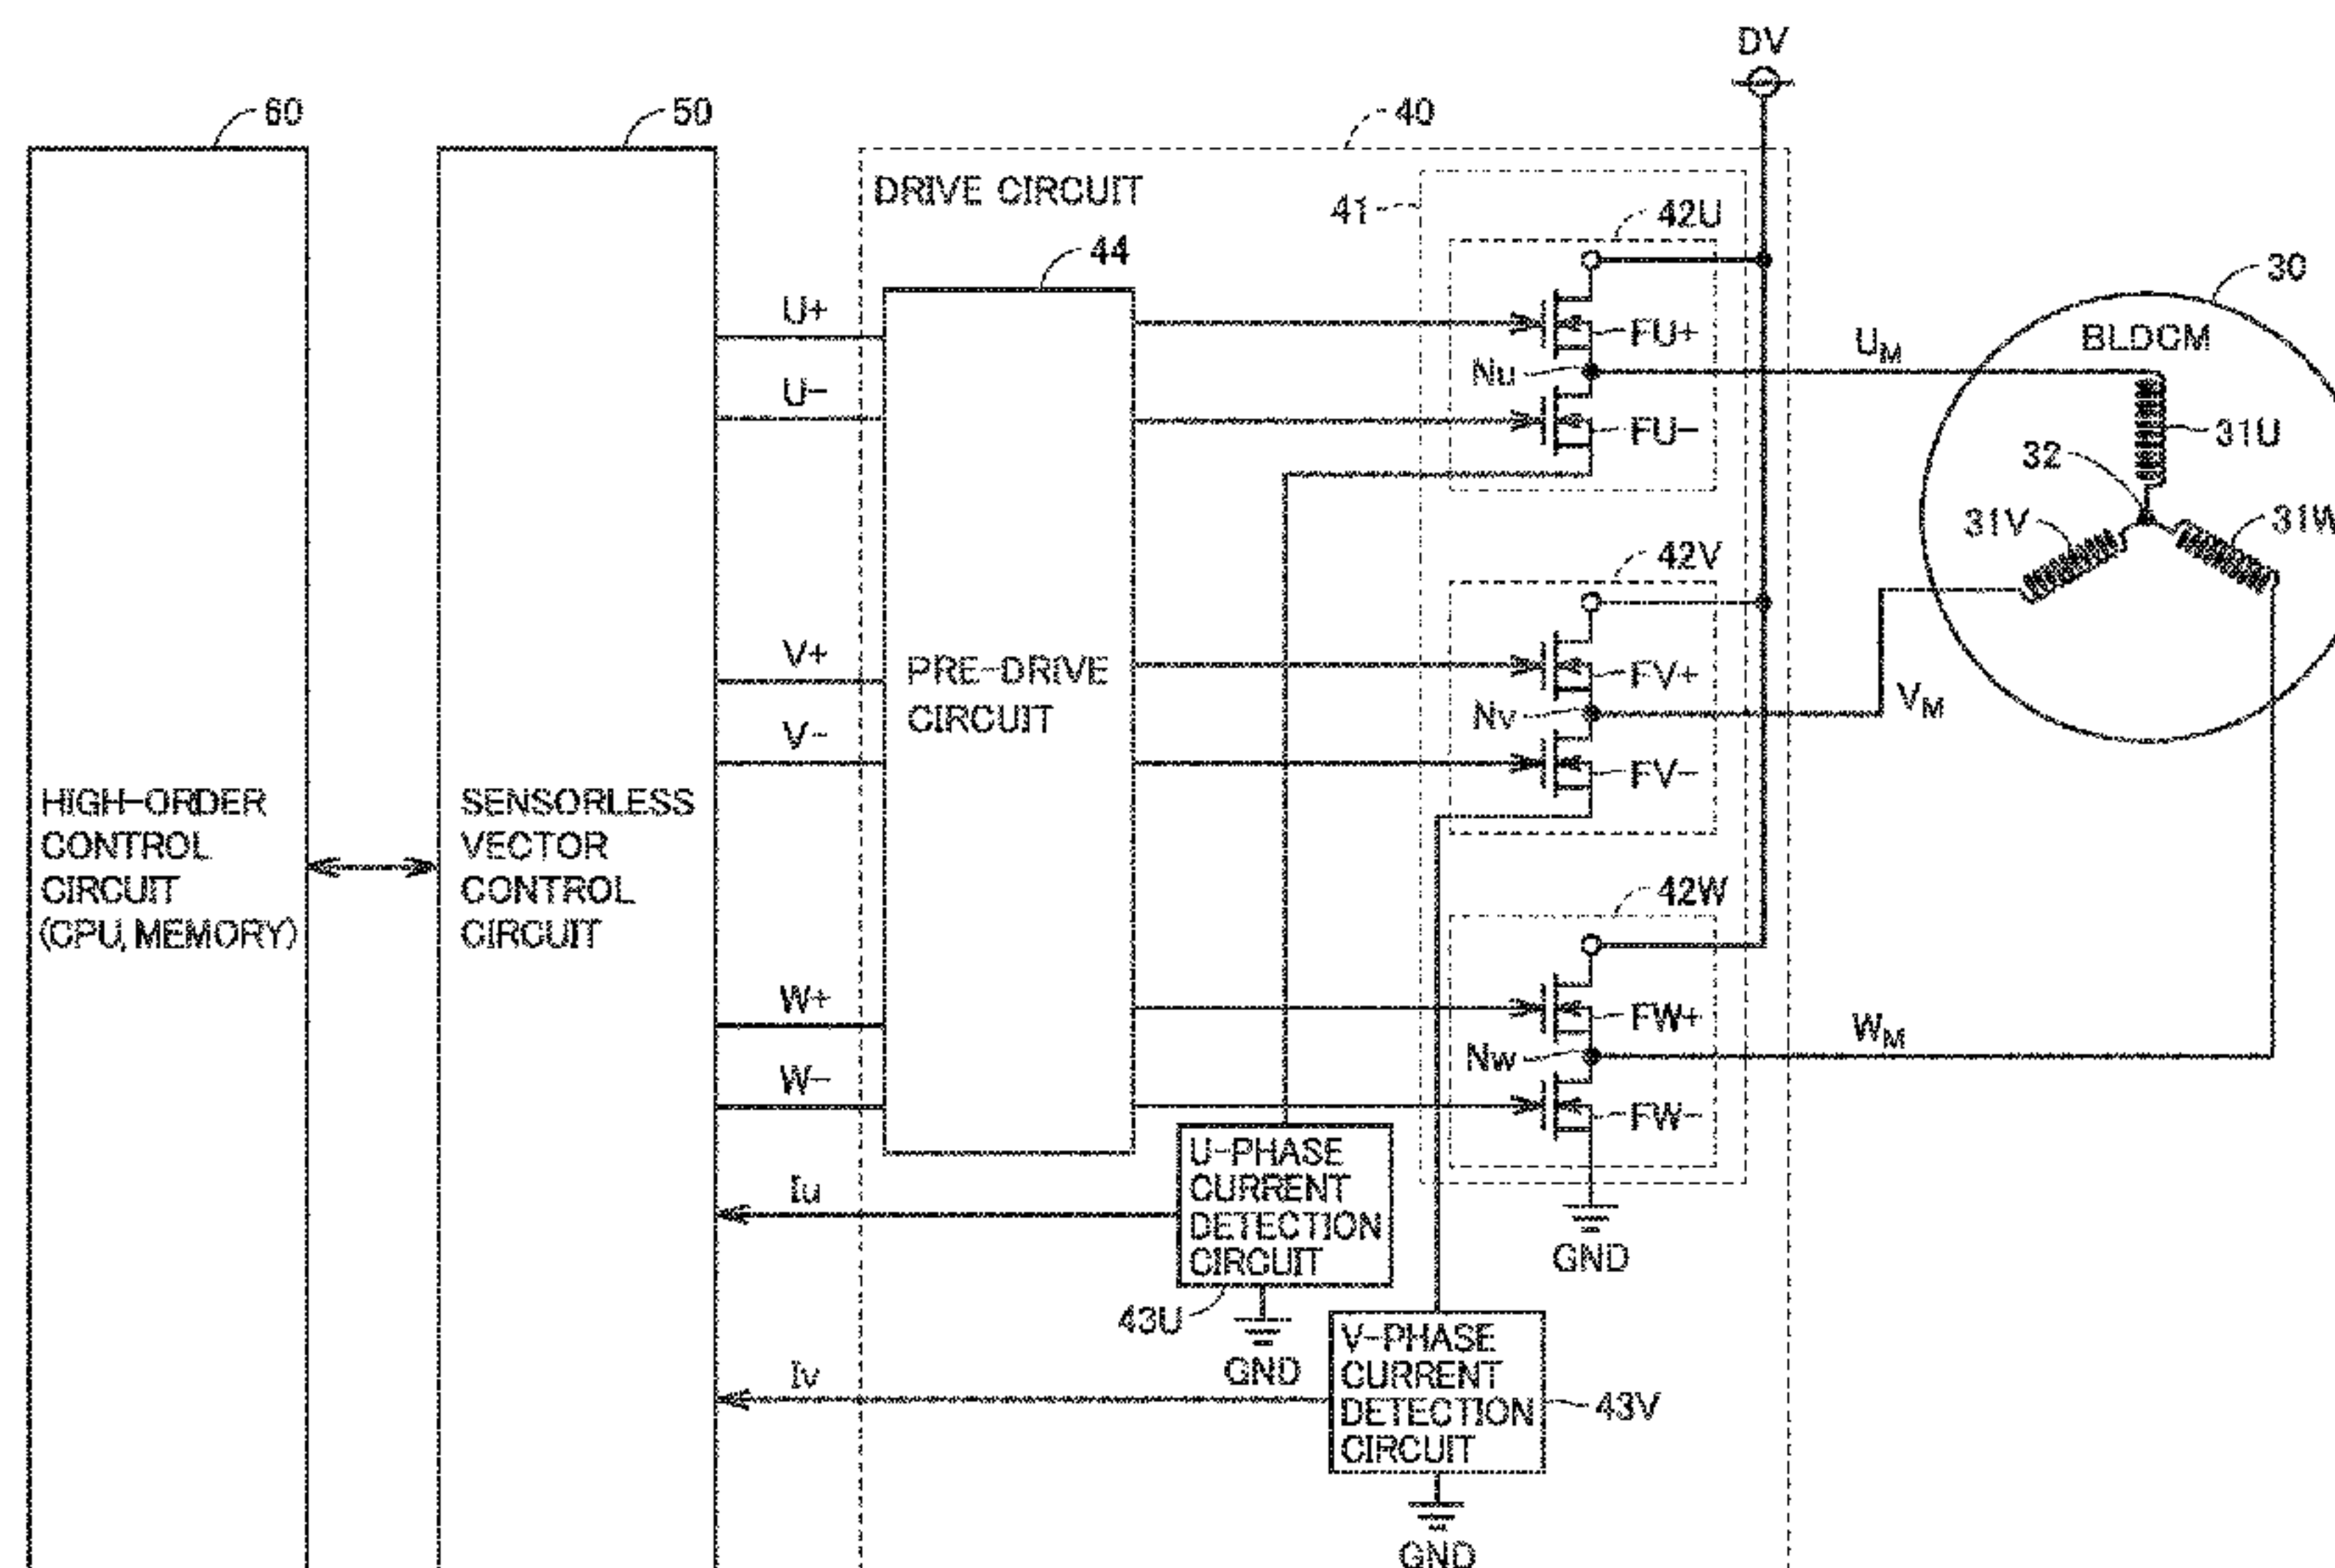 DV
60
50
40
DRIVE CIRCUIT
41
42U
44
30
U+
FU+
BLDCM
UM
Nu
U-
FU-
31U
32
31V
31W
42V
V+
PRE-DRIVE
CIRCUIT
FV+
Nv
VM
V-
FV-
HIGH-ORDER
CONTROL
CIRCUIT
(CPU, MEMORY)
SENSORLESS
VECTOR
CONTROL
CIRCUIT
42W
W+
FW+
WM
Nw
W-
FW-
U-PHASE
CURRENT
DETECTION
CIRCUIT
Iu
GND
43U
GND
V-PHASE
CURRENT
DETECTION
CIRCUIT
Iv
43V
GND